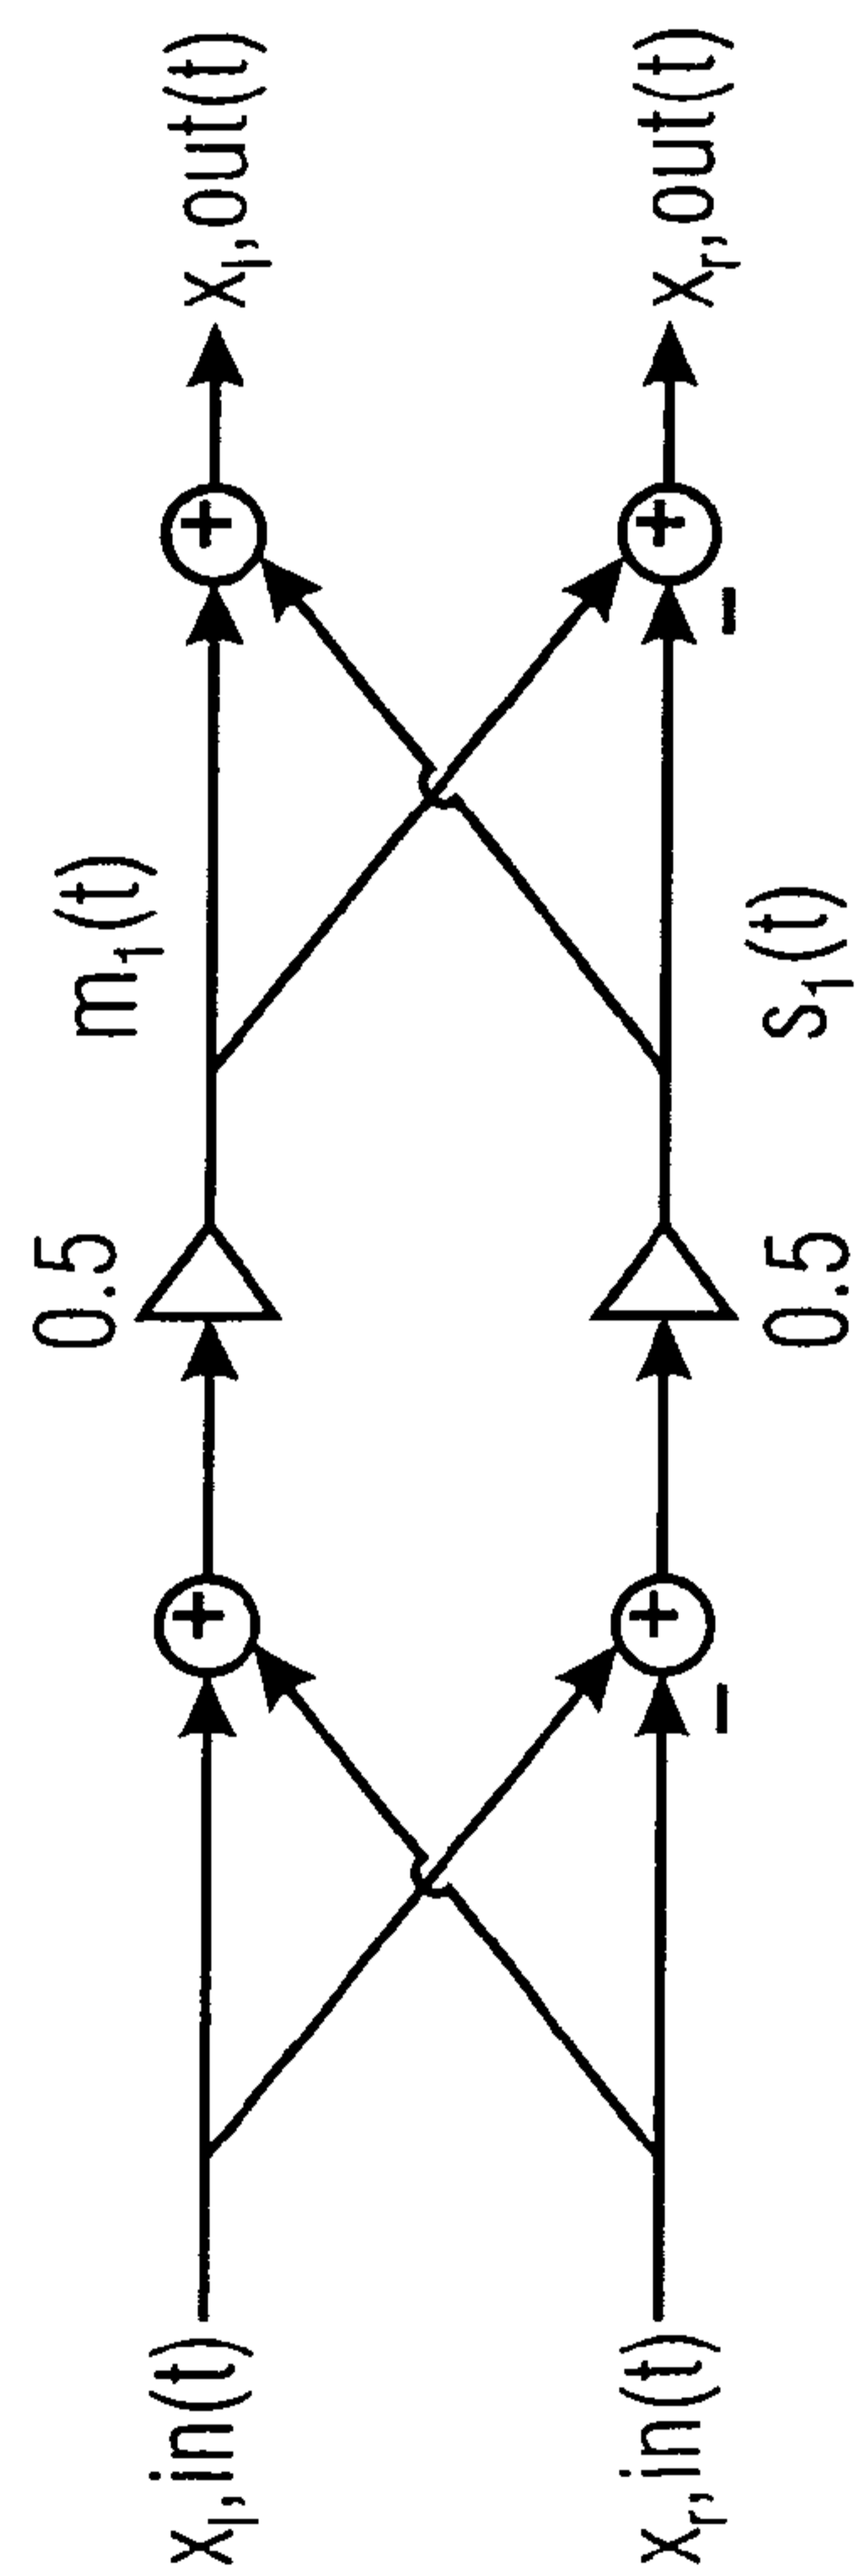 x_l,in(t)
x_r,in(t)
+
+
−
0.5
0.5
m_1(t)
s_1(t)
+
+
−
x_l,out(t)
x_r,out(t)